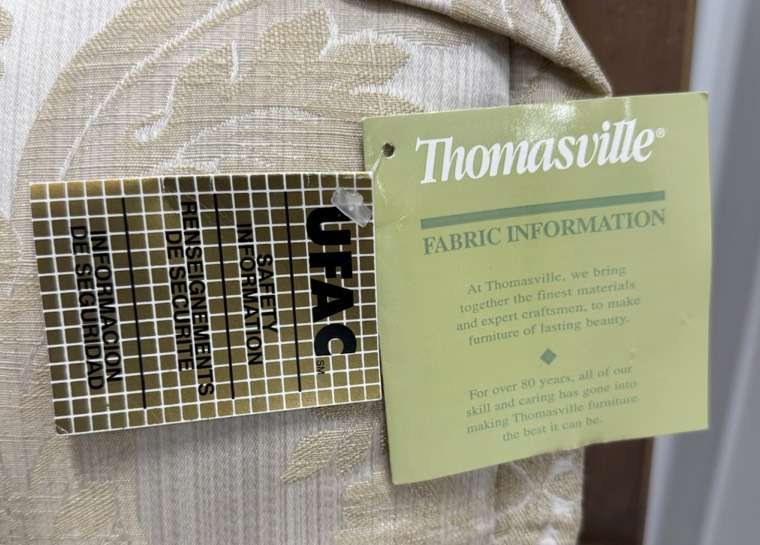 UFAC SM
SAFETY
INFORMATION
RENSEIGNEMENTS
DE SECURITE
INFORMACION
DE SEGURIDAD
Thomasville®
FABRIC INFORMATION
At Thomasville, we bring
together the finest materials
and expert craftsmen, to make
furniture of lasting beauty.
For over 80 years, all of our
skill and caring has gone into
making Thomasville furniture
the best it can be.